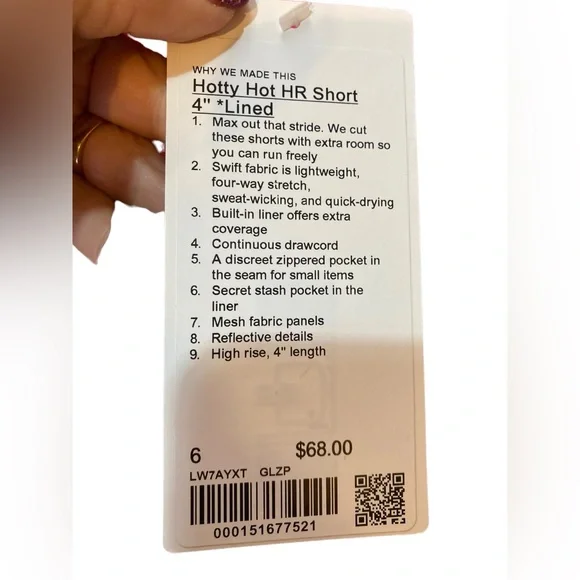 WHY WE MADE THIS
Hotty Hot HR Short
4" *Lined
1. Max out that stride. We cut
these shorts with extra room so
you can run freely
2. Swift fabric is lightweight,
four-way stretch,
sweat-wicking, and quick-drying
3. Built-in liner offers extra
coverage
4. Continuous drawcord
5. A discreet zippered pocket in
the seam for small items
6. Secret stash pocket in the
liner
7. Mesh fabric panels
8. Reflective details
9. High rise, 4" length
6 $68.00
LW7AYXT GLZP
000151677521